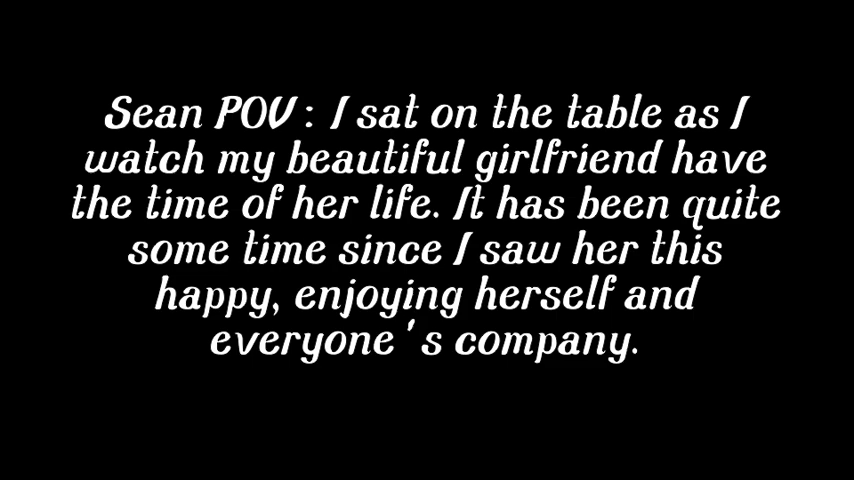 Sean POV : I sat on the table as I
watch my beautiful girlfriend have
the time of her life. It has been quite
some time since I saw her this
happy, enjoying herself and
everyone's company.